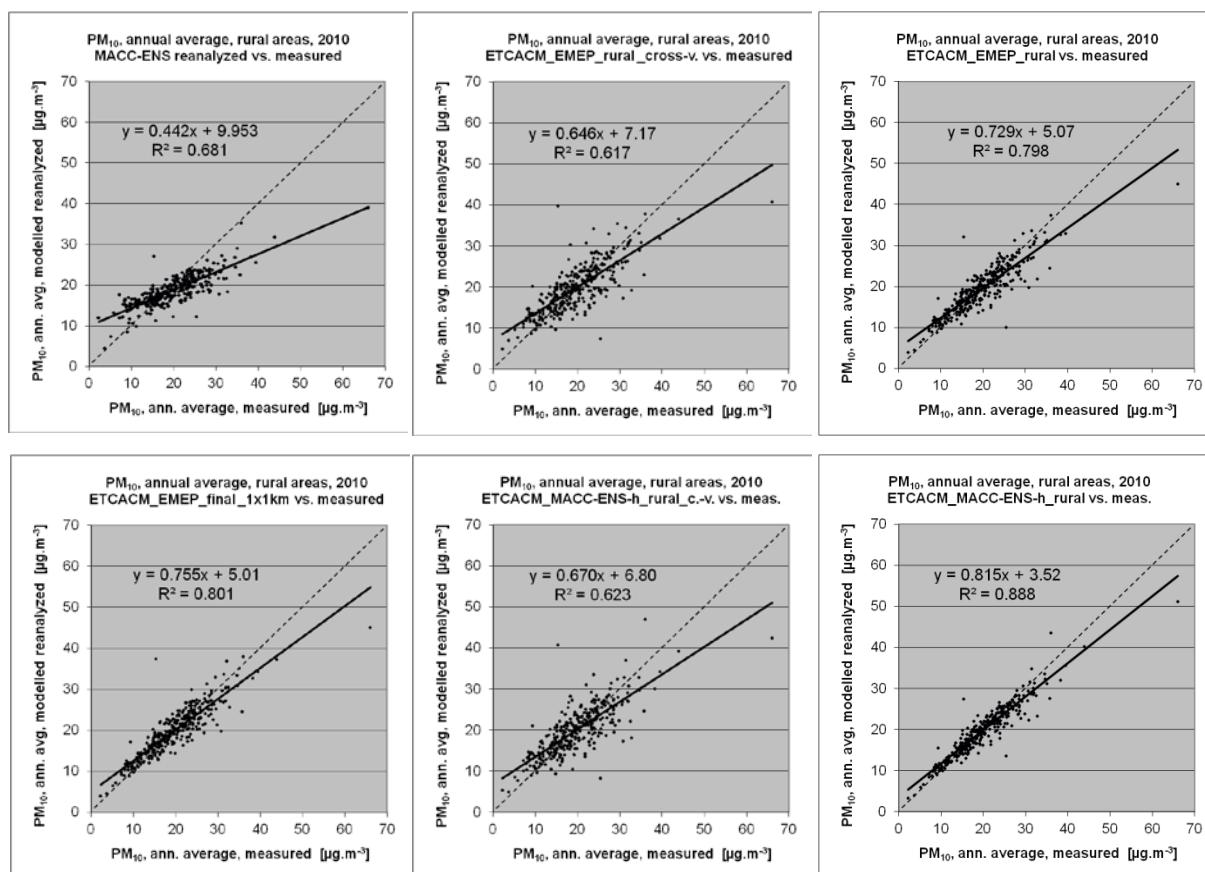 PM₁₀, annual average, rural areas, 2010
MACC-ENS reanalyzed vs. measured
PM₁₀, ann. avg, modelled reanalyzed [µg.m⁻³]
70
60
50
40
30
20
10
0
y = 0.442x + 9.953
R² = 0.681
0 10 20 30 40 50 60 70
PM₁₀, ann. average, measured [µg.m⁻³]
PM₁₀, annual average, rural areas, 2010
ETCACM_EMEP_rural_cross-v. vs. measured
PM₁₀, ann. avg, modelled reanalyzed [µg.m⁻³]
70
60
50
40
30
20
10
0
y = 0.646x + 7.17
R² = 0.617
0 10 20 30 40 50 60 70
PM₁₀, ann. average, measured [µg.m⁻³]
PM₁₀, annual average, rural areas, 2010
ETCACM_EMEP_rural vs. measured
PM₁₀, ann. avg, modelled reanalyzed [µg.m⁻³]
70
60
50
40
30
20
10
0
y = 0.729x + 5.07
R² = 0.798
0 10 20 30 40 50 60 70
PM₁₀, ann. average, measured [µg.m⁻³]
PM₁₀, annual average, rural areas, 2010
ETCACM_EMEP_final_1x1km vs. measured
PM₁₀, ann. avg, modelled reanalyzed [µg.m⁻³]
70
60
50
40
30
20
10
0
y = 0.755x + 5.01
R² = 0.801
0 10 20 30 40 50 60 70
PM₁₀, ann. average, measured [µg.m⁻³]
PM₁₀, annual average, rural areas, 2010
ETCACM_MACC-ENS-h_rural_c.-v. vs. meas.
PM₁₀, ann. avg, modelled reanalyzed [µg.m⁻³]
70
60
50
40
30
20
10
0
y = 0.670x + 6.80
R² = 0.623
0 10 20 30 40 50 60 70
PM₁₀, ann. average, measured [µg.m⁻³]
PM₁₀, annual average, rural areas, 2010
ETCACM_MACC-ENS-h_rural vs. meas.
PM₁₀, ann. avg, modelled reanalyzed [µg.m⁻³]
70
60
50
40
30
20
10
0
y = 0.815x + 3.52
R² = 0.888
0 10 20 30 40 50 60 70
PM₁₀, ann. average, measured [µg.m⁻³]